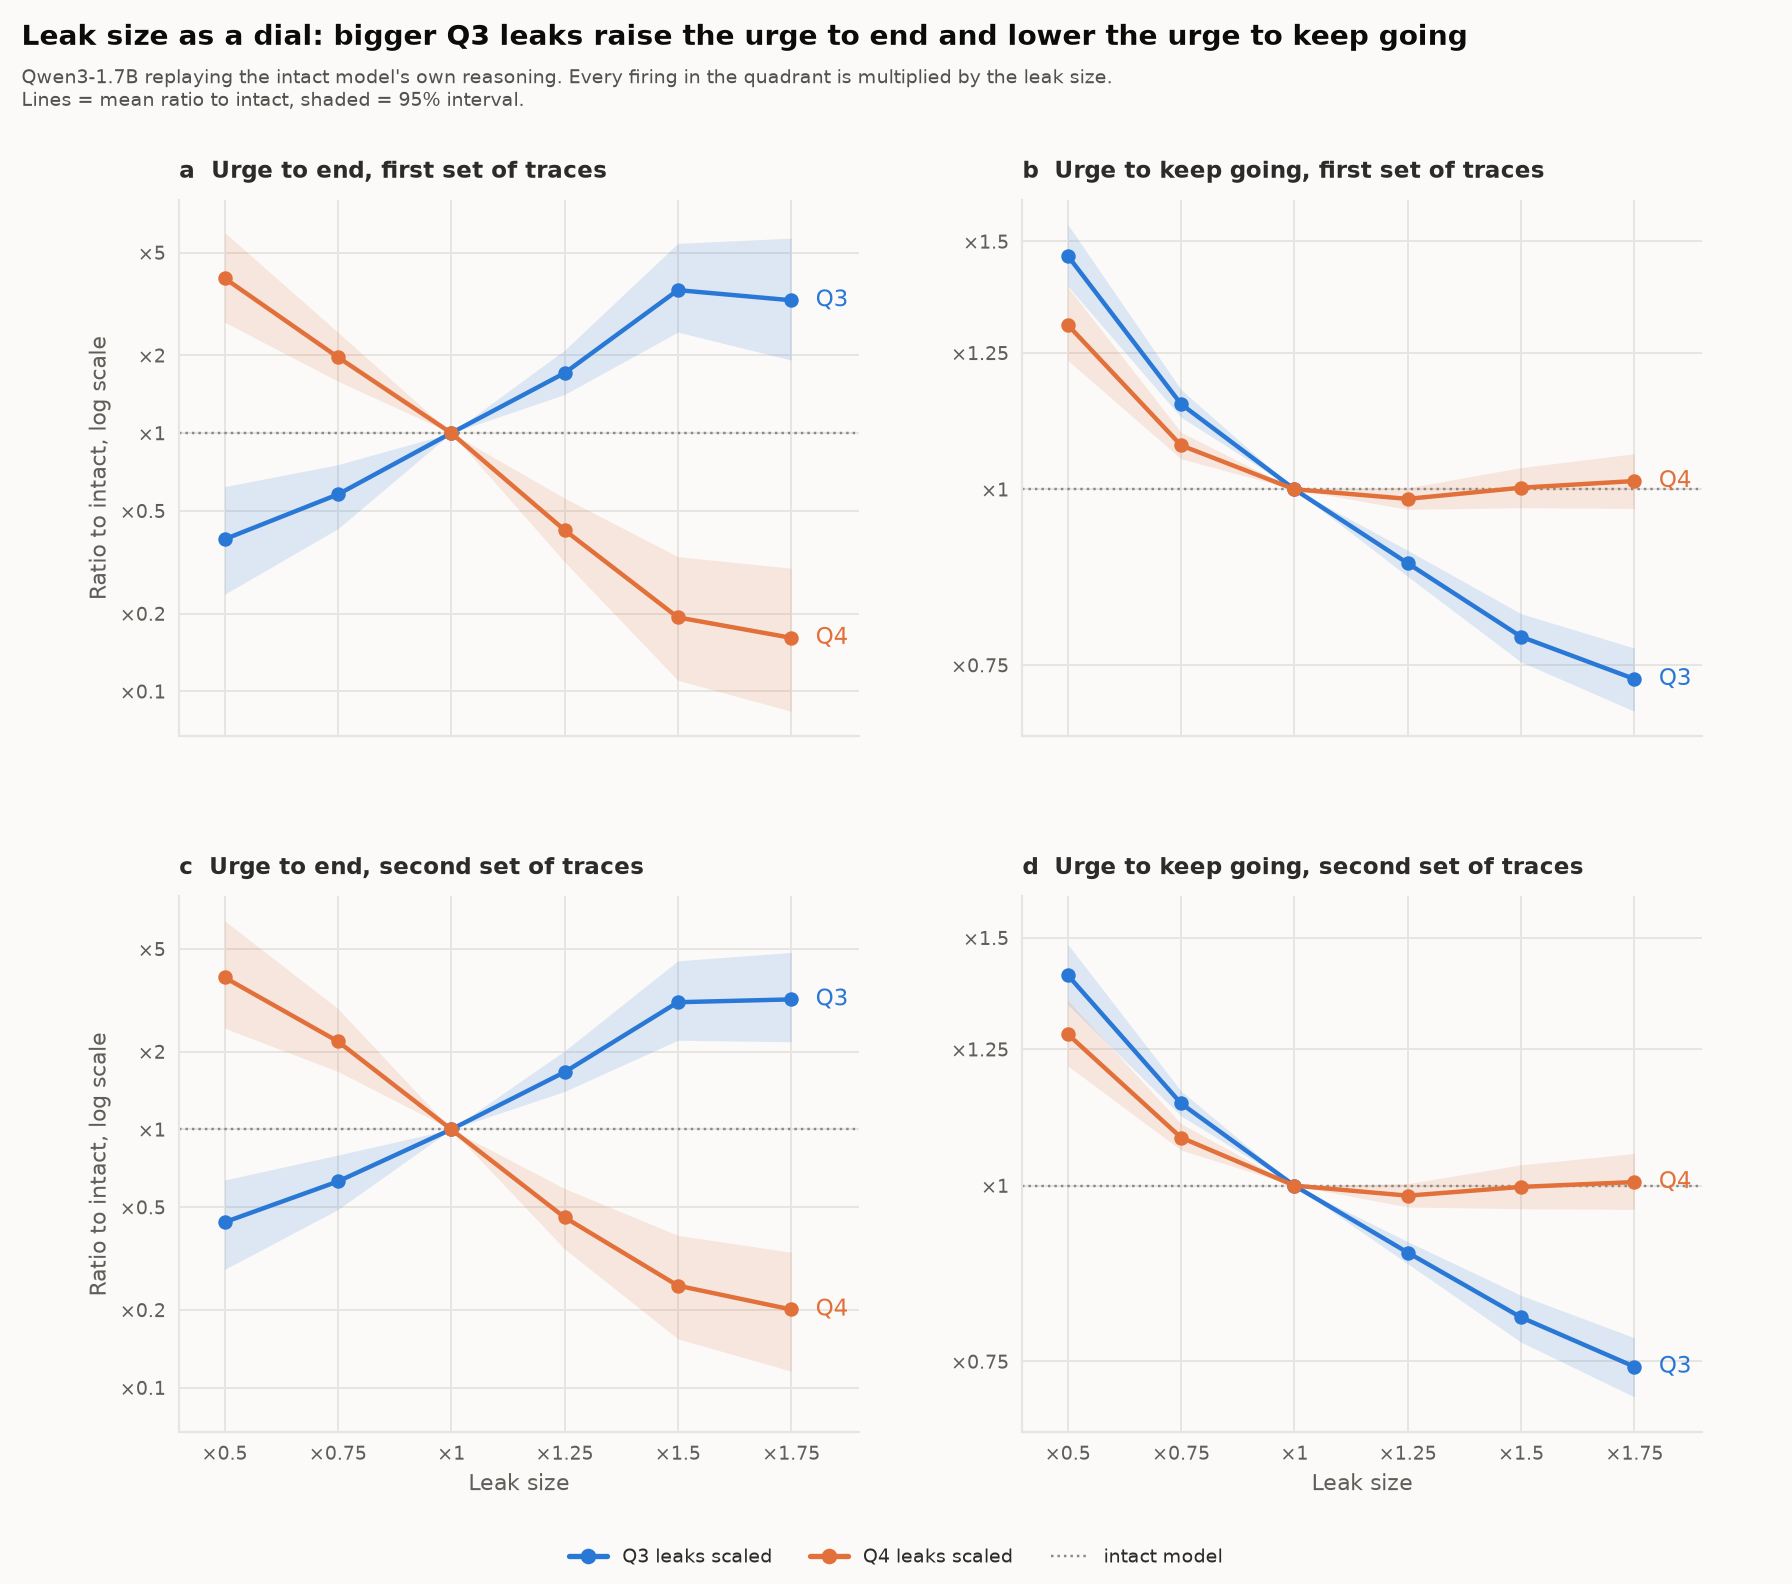 Leak size as a dial: bigger Q3 leaks raise the urge to end and lower the urge to keep going
Qwen3-1.7B replaying the intact model's own reasoning. Every firing in the quadrant is multiplied by the leak size.
Lines = mean ratio to intact, shaded = 95% interval.
a Urge to end, first set of traces
Ratio to intact, log scale
×5
×2
×1
×0.5
×0.2
×0.1
Q3
Q4
b Urge to keep going, first set of traces
×1.5
×1.25
×1
×0.75
Q4
Q3
c Urge to end, second set of traces
Ratio to intact, log scale
×5
×2
×1
×0.5
×0.2
×0.1
Q3
Q4
×0.5 ×0.75 ×1 ×1.25 ×1.5 ×1.75
Leak size
d Urge to keep going, second set of traces
×1.5
×1.25
×1
×0.75
Q4
Q3
×0.5 ×0.75 ×1 ×1.25 ×1.5 ×1.75
Leak size
Q3 leaks scaled Q4 leaks scaled intact model